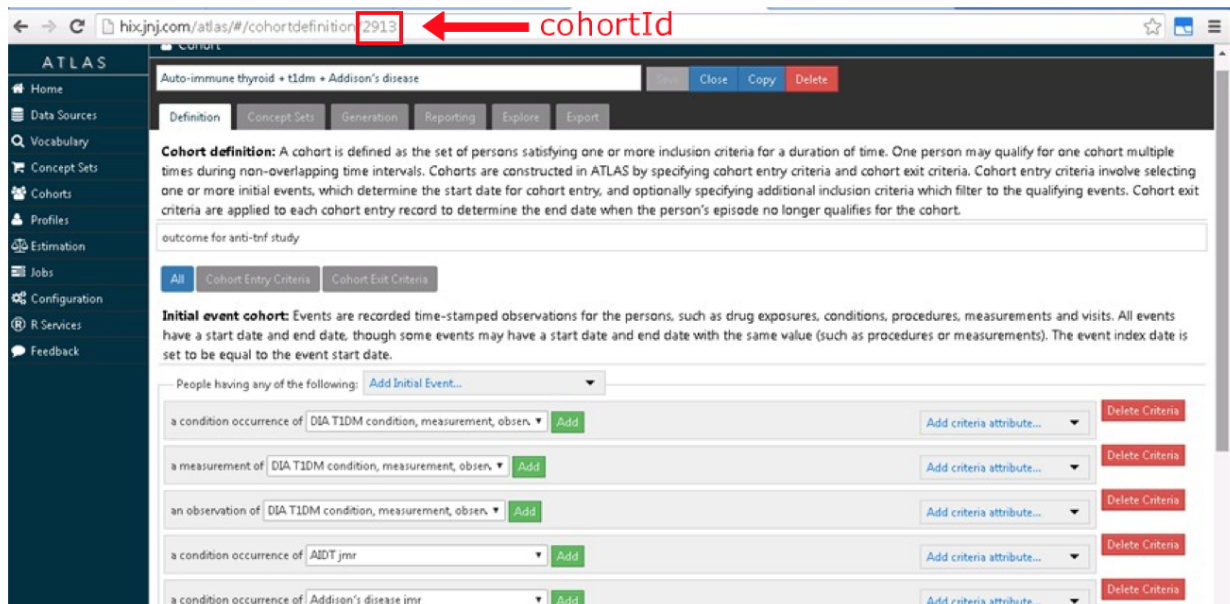 hix.jnj.com/atlas/#/cohortdefinition/2913
cohortId
ATLAS
Cohort
Auto-immune thyroid + t1dm + Addison's disease
Save Close Copy Delete
Home
Data Sources
Vocabulary
Concept Sets
Cohorts
Profiles
Estimation
Jobs
Configuration
R Services
Feedback
Definition Concept Sets Generation Reporting Explore Export
Cohort definition: A cohort is defined as the set of persons satisfying one or more inclusion criteria for a duration of time. One person may qualify for one cohort multiple
times during non-overlapping time intervals. Cohorts are constructed in ATLAS by specifying cohort entry criteria and cohort exit criteria. Cohort entry criteria involve selecting
one or more initial events, which determine the start date for cohort entry, and optionally specifying additional inclusion criteria which filter to the qualifying events. Cohort exit
criteria are applied to each cohort entry record to determine the end date when the person's episode no longer qualifies for the cohort.
outcome for anti-tnf study
All Cohort Entry Criteria Cohort Exit Criteria
Initial event cohort: Events are recorded time-stamped observations for the persons, such as drug exposures, conditions, procedures, measurements and visits. All events
have a start date and end date, though some events may have a start date and end date with the same value (such as procedures or measurements). The event index date is
set to be equal to the event start date.
People having any of the following: Add Initial Event...
a condition occurrence of DIA T1DM condition, measurement, obser Add Add criteria attribute... Delete Criteria
a measurement of DIA T1DM condition, measurement, obser Add Add criteria attribute... Delete Criteria
an observation of DIA T1DM condition, measurement, obser Add Add criteria attribute... Delete Criteria
a condition occurrence of AIDT jmr Add Add criteria attribute... Delete Criteria
a condition occurrence of Addison's disease jmr Add Add criteria attribute... Delete Criteria